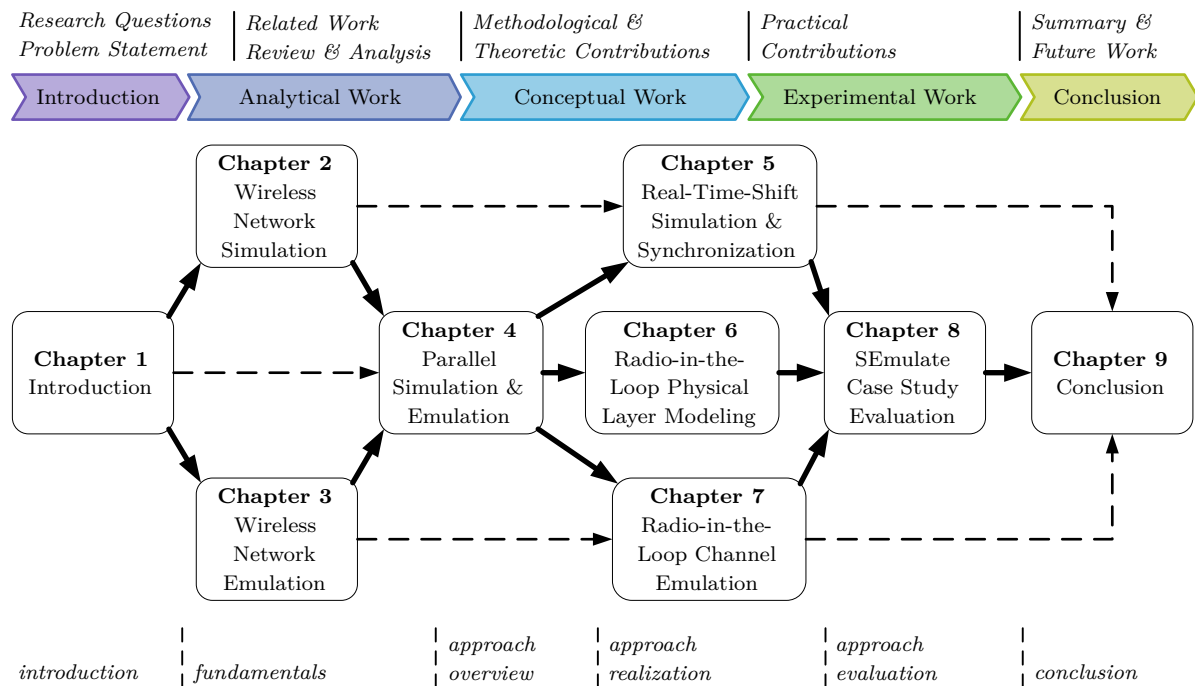 Research Questions
Problem Statement
Related Work
Review & Analysis
Methodological &
Theoretic Contributions
Practical
Contributions
Summary &
Future Work
Introduction
Analytical Work
Conceptual Work
Experimental Work
Conclusion
Chapter 2
Wireless
Network
Simulation
Chapter 5
Real-Time-Shift
Simulation &
Synchronization
Chapter 1
Introduction
Chapter 4
Parallel
Simulation &
Emulation
Chapter 6
Radio-in-the-
Loop Physical
Layer Modeling
Chapter 8
SEmulate
Case Study
Evaluation
Chapter 9
Conclusion
Chapter 3
Wireless
Network
Emulation
Chapter 7
Radio-in-the-
Loop Channel
Emulation
introduction
fundamentals
approach
overview
approach
realization
approach
evaluation
conclusion